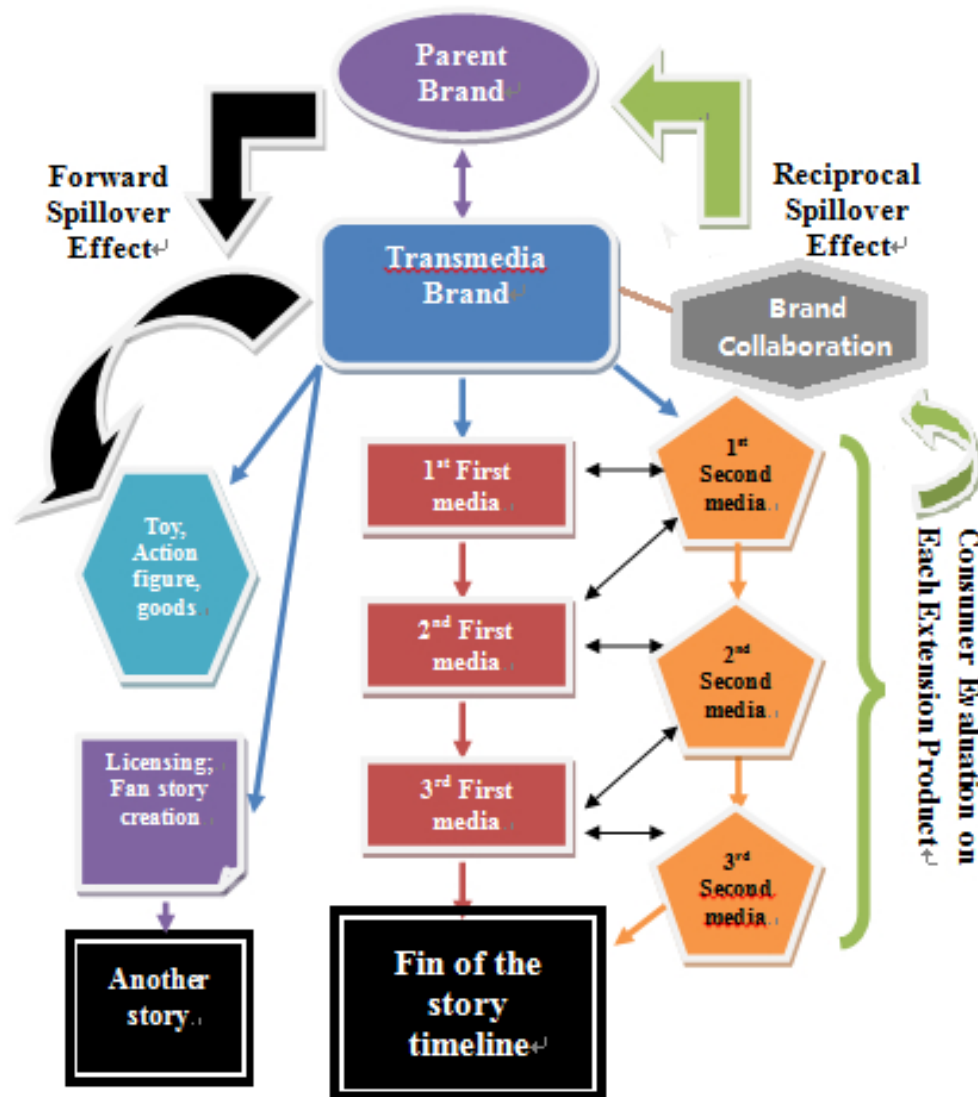 Parent
Brand↵
Forward
Spillover
Effect↵
Reciprocal
Spillover
Effect↵
Transmedia
Brand↵
Brand
Collaboration
1st First
media
1st
Second
media
Toy,
Action
figure,
goods
2nd First
media
2nd
Second
media
Consumer Evaluation on
Each Extension Product↵
Licensing;
Fan story
creation
3rd First
media
3rd
Second
media
Another
story
Fin of the
story
timeline↵